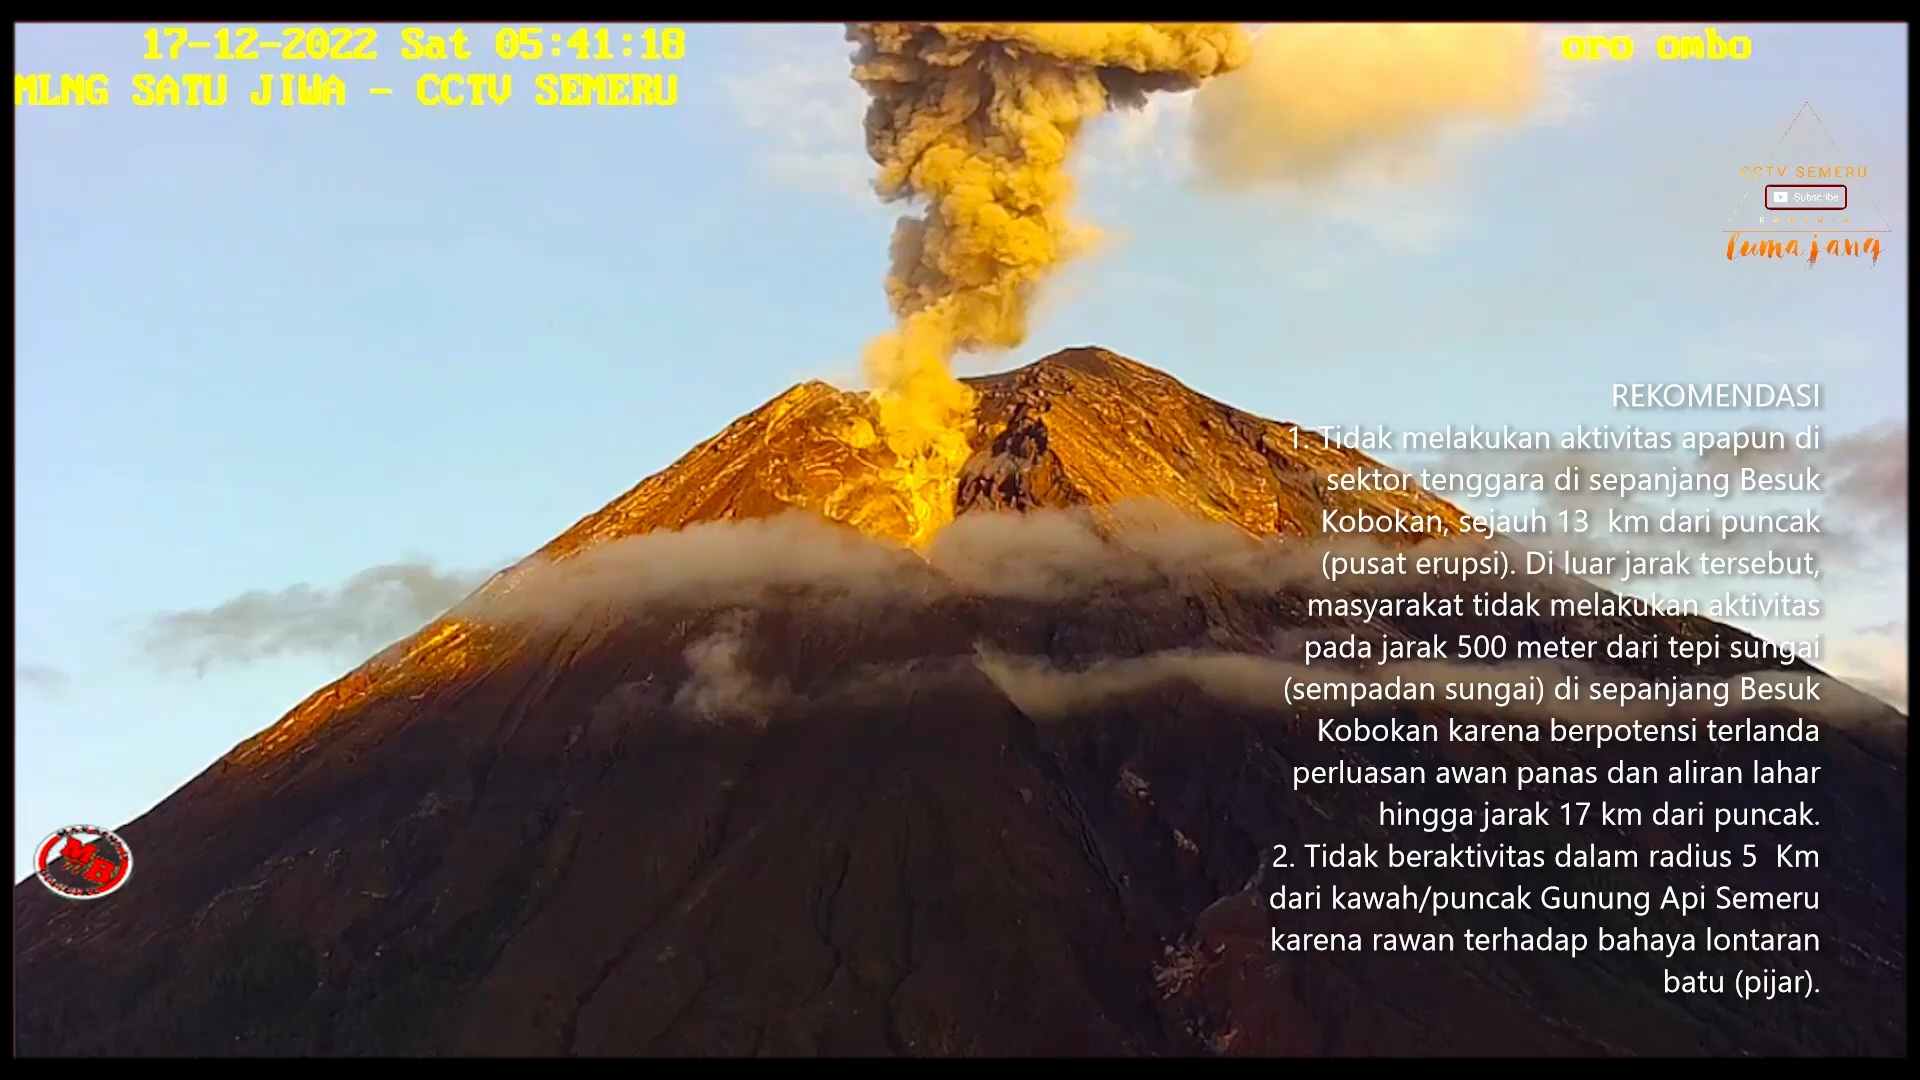 17-12-2022 Sat 05:41:18
oro ombo
MLNG SATU JIWA - CCTV SEMERU
CCTV SEMERU
Subscribe
lumajang
REKOMENDASI
1. Tidak melakukan aktivitas apapun di
sektor tenggara di sepanjang Besuk
Kobokan, sejauh 13 km dari puncak
(pusat erupsi). Di luar jarak tersebut,
masyarakat tidak melakukan aktivitas
pada jarak 500 meter dari tepi sungai
(sempadan sungai) di sepanjang Besuk
Kobokan karena berpotensi terlanda
perluasan awan panas dan aliran lahar
hingga jarak 17 km dari puncak.
2. Tidak beraktivitas dalam radius 5 Km
dari kawah/puncak Gunung Api Semeru
karena rawan terhadap bahaya lontaran
batu (pijar).
MB